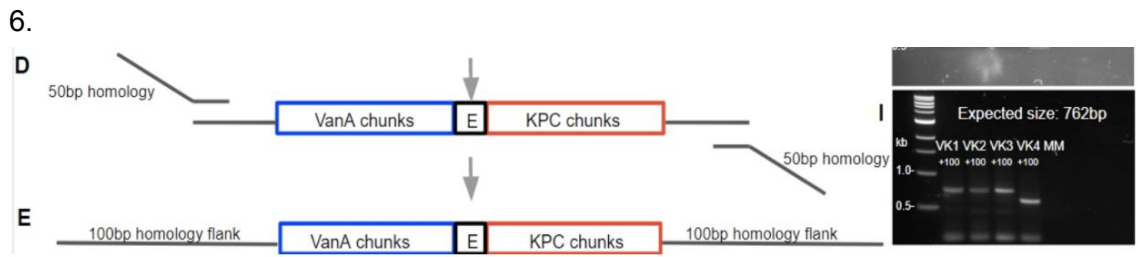 6.
D
50bp homology
VanA chunks E KPC chunks
50bp homology
E
100bp homology flank
VanA chunks E KPC chunks
100bp homology flank
I
Expected size: 762bp
kb
VK1 VK2 VK3 VK4 MM
+100 +100 +100 +100
1.0-
0.5-